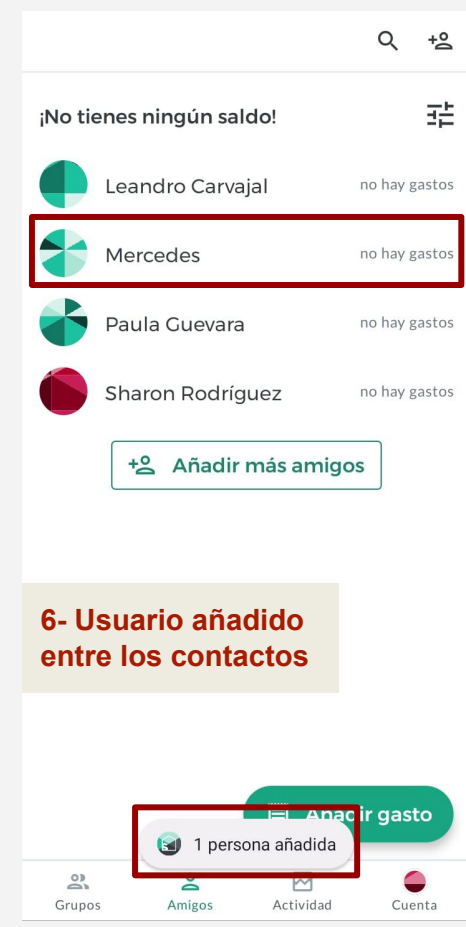 ¡No tienes ningún saldo!
Leandro Carvajal no hay gastos
Mercedes no hay gastos
Paula Guevara no hay gastos
Sharon Rodríguez no hay gastos
Añadir más amigos
6- Usuario añadido
entre los contactos
Añadir gasto
1 persona añadida
Grupos Amigos Actividad Cuenta